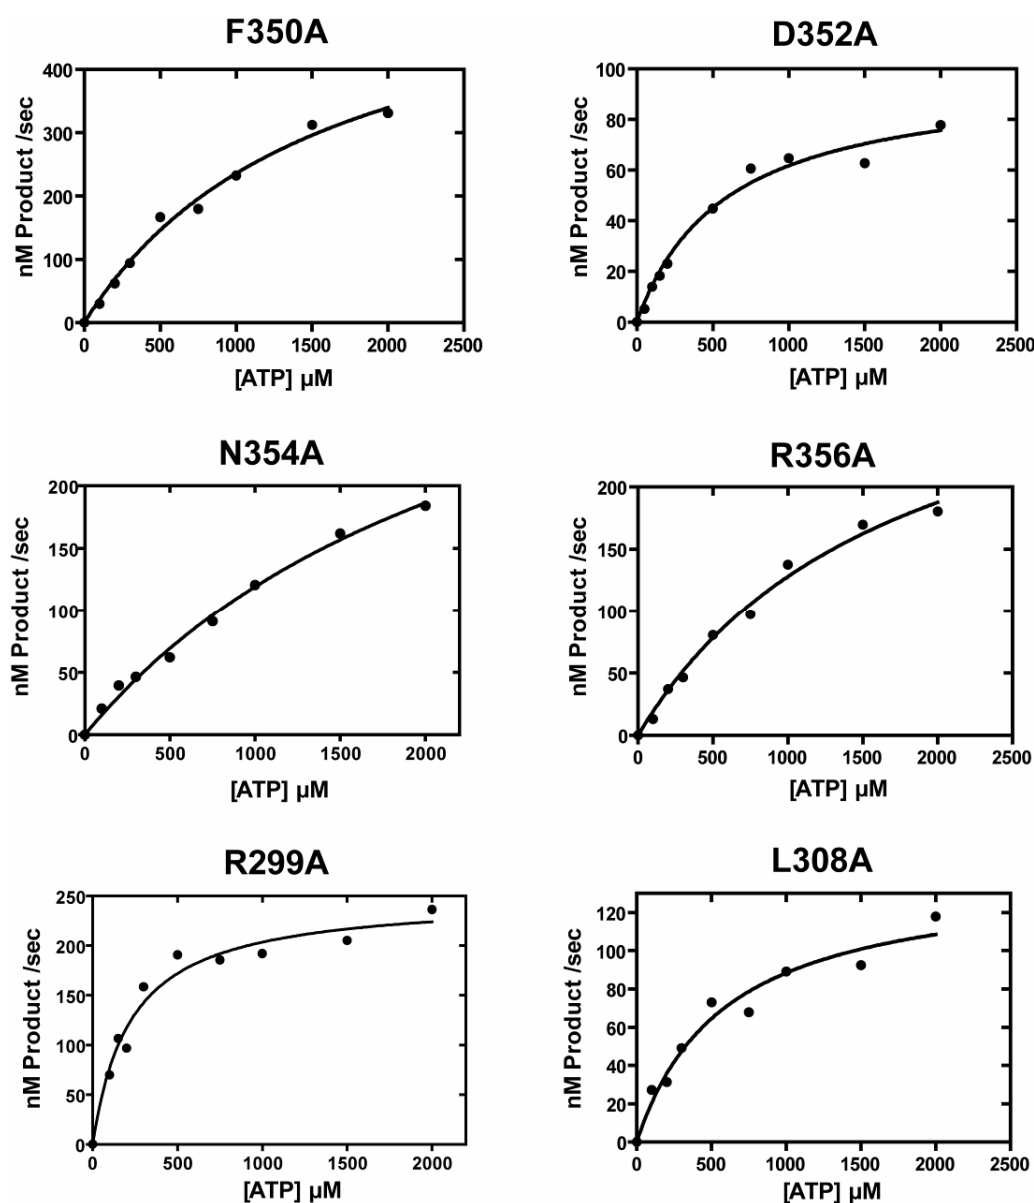 F350A
400
300
200
100
0
nM Product /sec
0 500 1000 1500 2000 2500
[ATP] µM
D352A
100
80
60
40
20
0
nM Product /sec
0 500 1000 1500 2000 2500
[ATP] µM
N354A
200
150
100
50
0
nM Product /sec
0 500 1000 1500 2000
[ATP] µM
R356A
200
150
100
50
0
nM Product /sec
0 500 1000 1500 2000 2500
[ATP] µM
R299A
250
200
150
100
50
0
nM Product /sec
0 500 1000 1500 2000
[ATP] µM
L308A
120
100
80
60
40
20
0
nM Product /sec
0 500 1000 1500 2000 2500
[ATP] µM